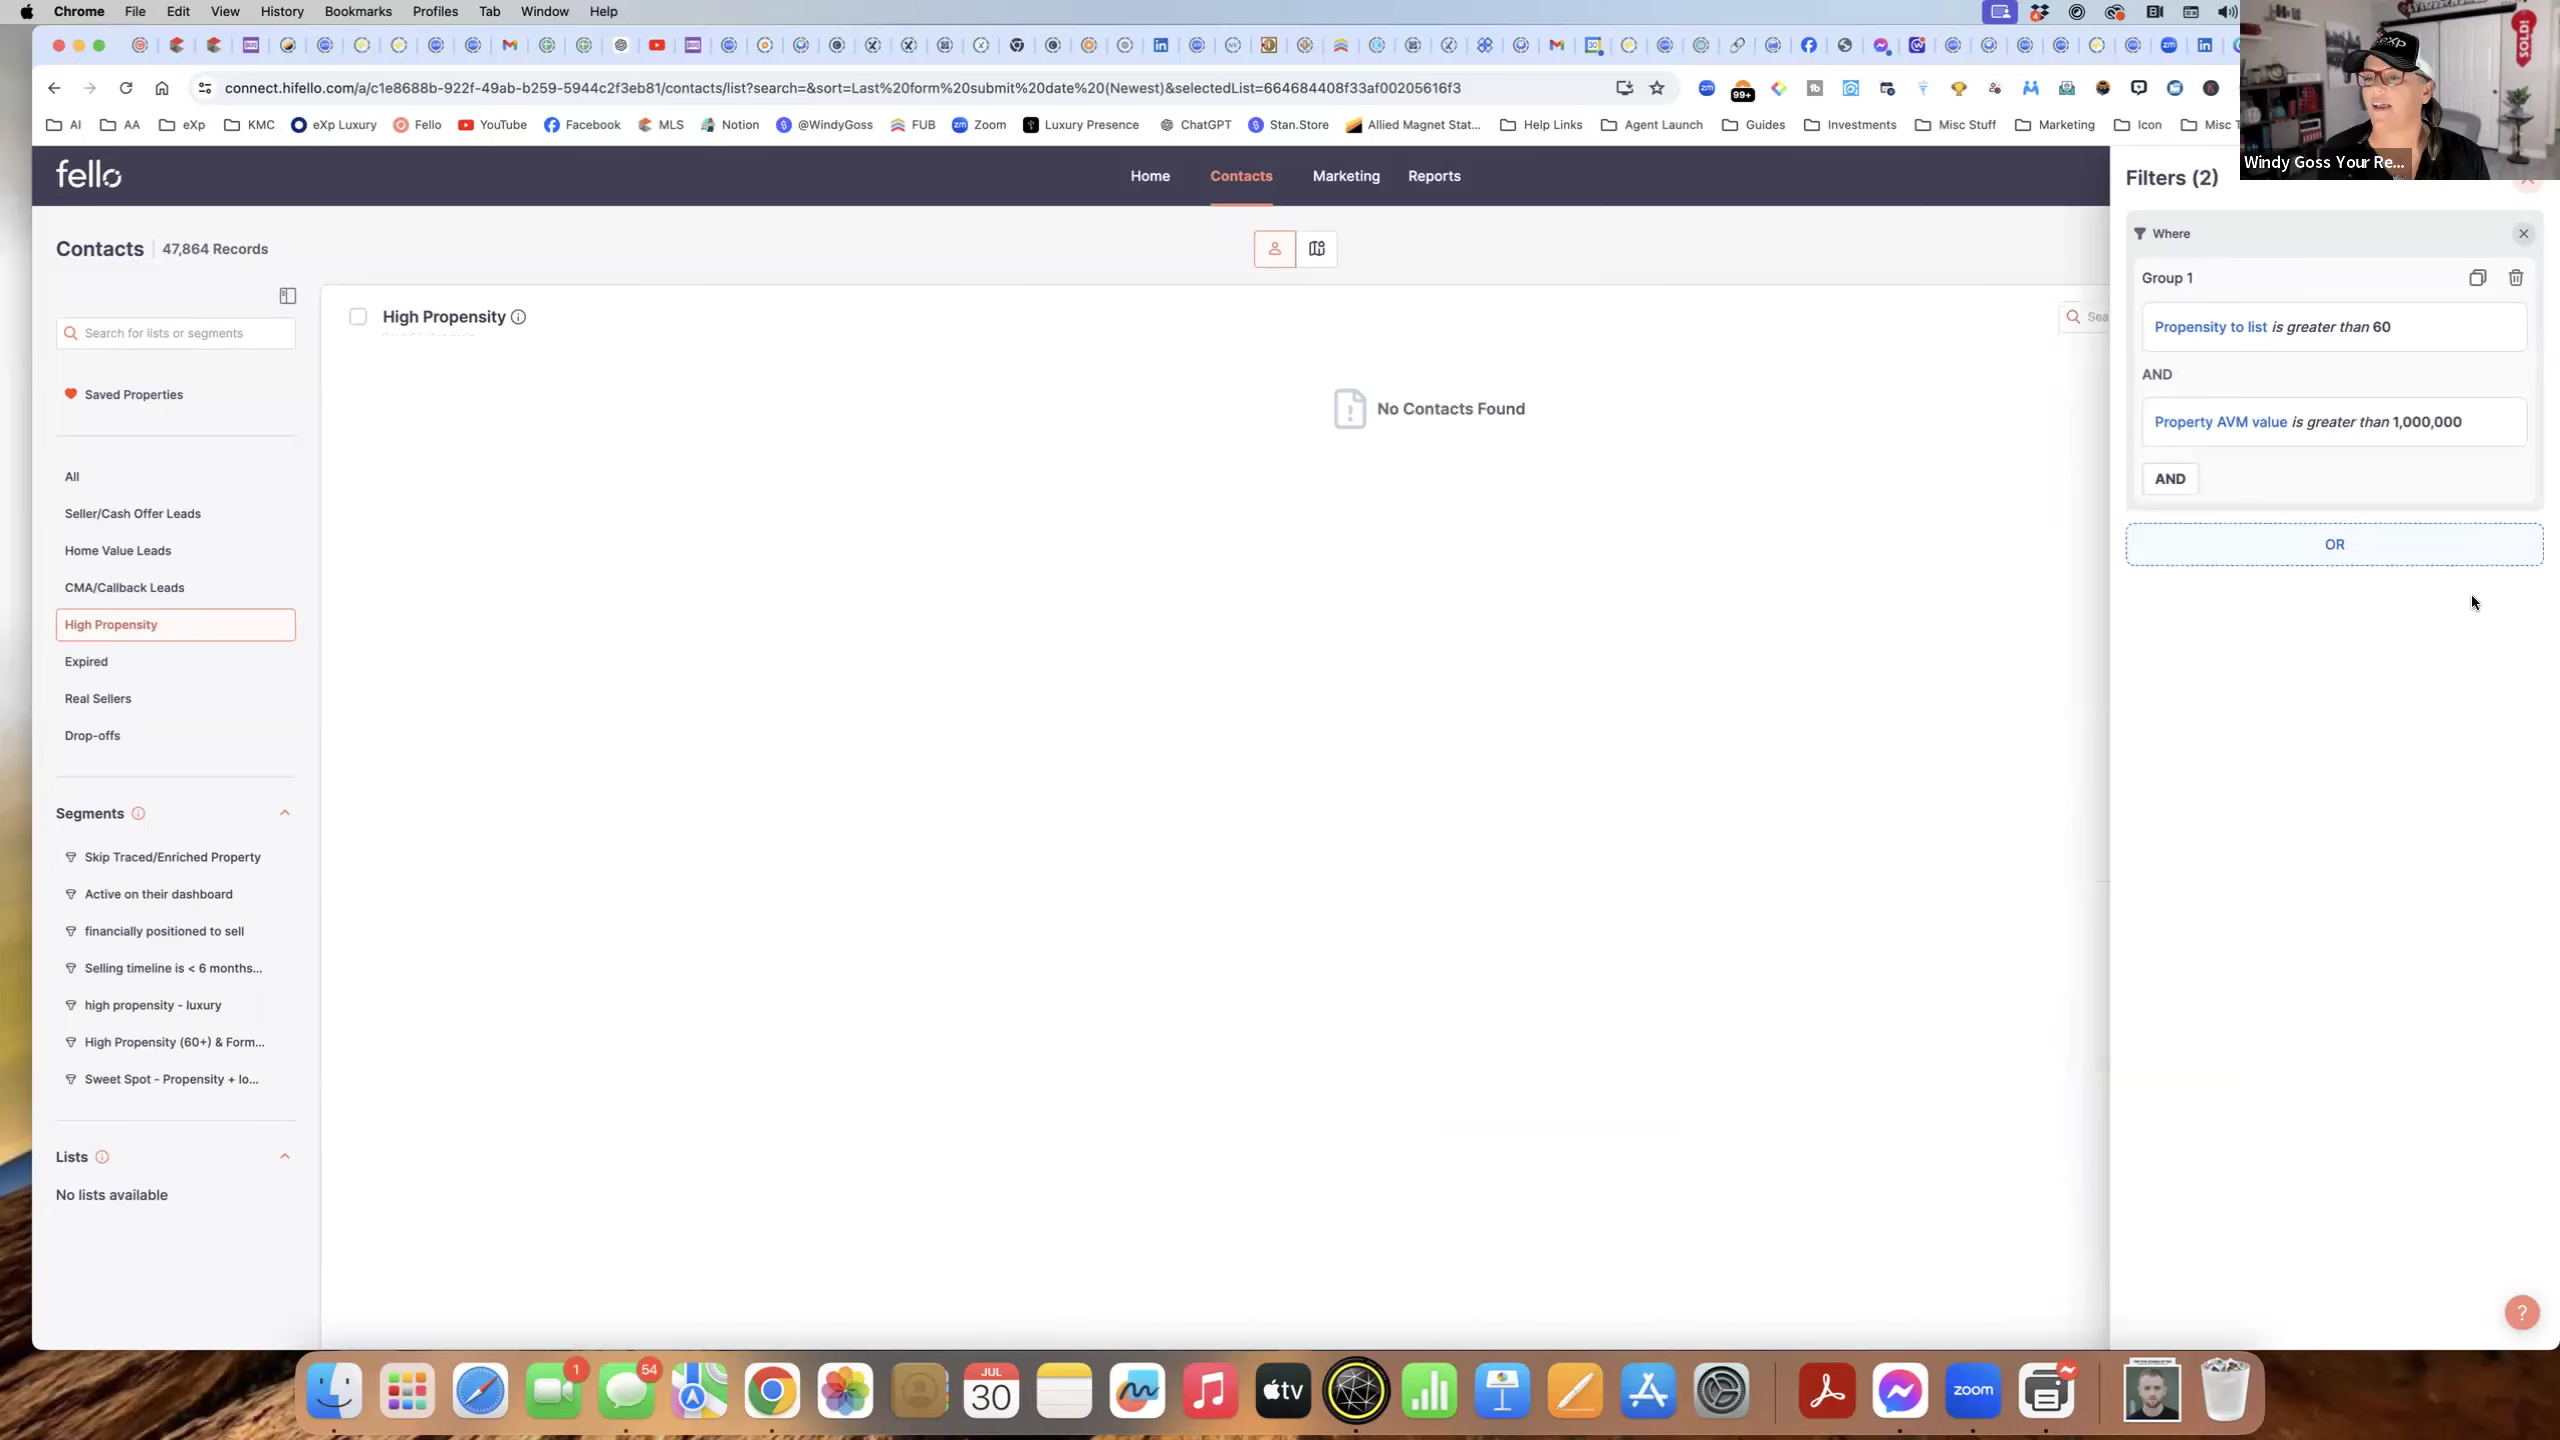 Chrome File Edit View History Bookmarks Profiles Tab Window Help
connect.hifello.com/a/c1e8688b-922f-49ab-b259-5944c2f3eb81/contacts/list?search=&sort=Last%20form%20submit%20date%20(Newest)&selectedList=664684408f33af00205616f3
99+
AI AA eXp KMC eXp Luxury Fello YouTube Facebook MLS Notion @WindyGoss FUB Zoom Luxury Presence ChatGPT Stan.Store Allied Magnet Stat... Help Links Agent Launch Guides Investments Misc Stuff Marketing Icon Misc
Windy Goss Your Re...
SOLD!
fello
Home Contacts Marketing Reports
Filters (2)
Contacts 47,864 Records
Search for lists or segments
Saved Properties
All
Seller/Cash Offer Leads
Home Value Leads
CMA/Callback Leads
High Propensity
Expired
Real Sellers
Drop-offs
Segments
Skip Traced/Enriched Property
Active on their dashboard
financially positioned to sell
Selling timeline is < 6 months...
high propensity - luxury
High Propensity (60+) & Form...
Sweet Spot - Propensity + lo...
Lists
No lists available
High Propensity
Sea
No Contacts Found
Where
Group 1
Propensity to list is greater than 60
AND
Property AVM value is greater than 1,000,000
AND
OR
?
1
54
JUL
30
tv
zoom